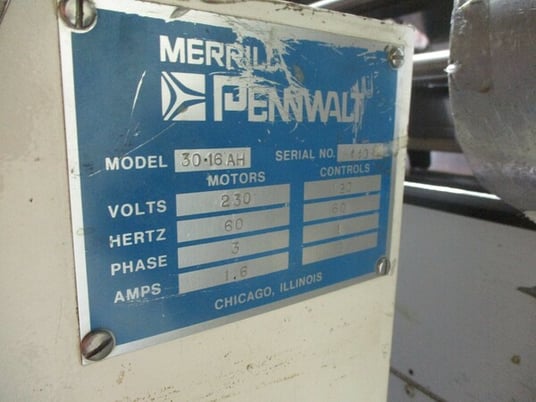 MERRILL
PENNWALT
MODEL 30·16AH SERIAL NO.
MOTORS CONTROLS
VOLTS 230
HERTZ 60 60
PHASE 3 1
AMPS 1.6
CHICAGO, ILLINOIS